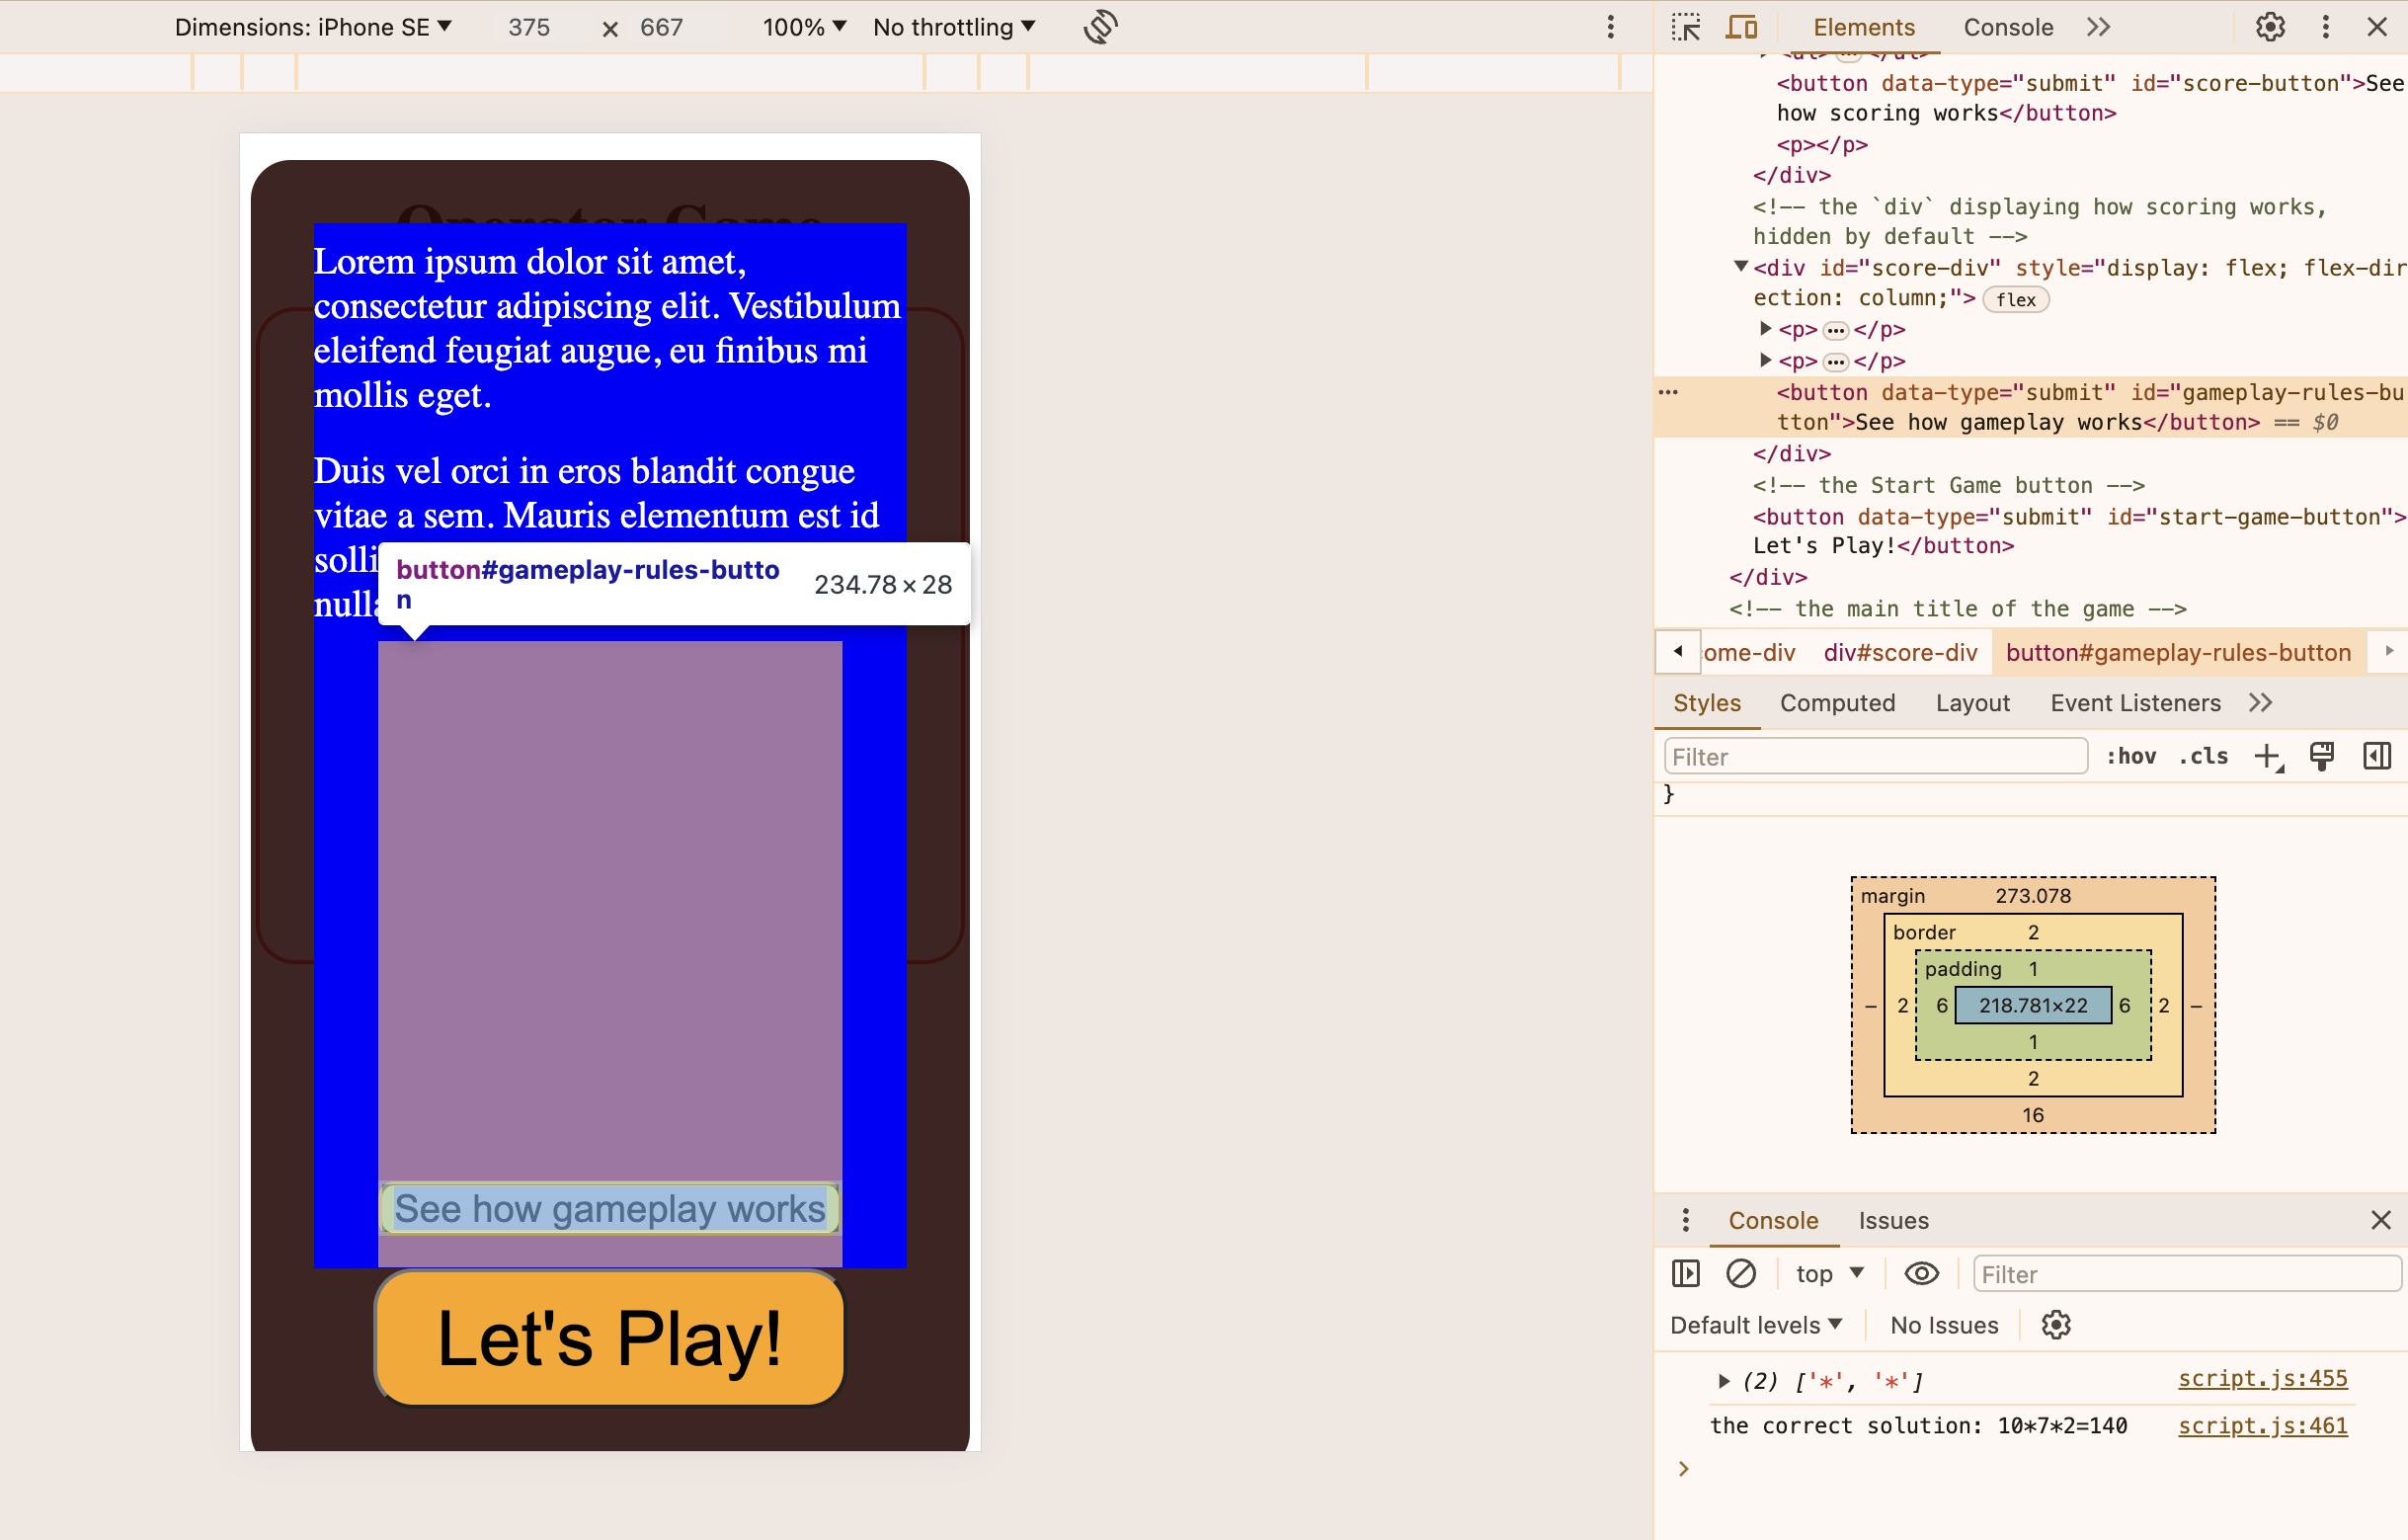 Dimensions: iPhone SE 375 × 667 100% No throttling
Operator Game
Lorem ipsum dolor sit amet,
consectetur adipiscing elit. Vestibulum
eleifend feugiat augue, eu finibus mi
mollis eget.
Duis vel orci in eros blandit congue
vitae a sem. Mauris elementum est id
button#gameplay-rules-butto
n
234.78 × 28
See how gameplay works
Let's Play!
Elements Console
<button data-type="submit" id="score-button">See
how scoring works</button>
<p></p>
</div>
<!-- the `div` displaying how scoring works,
hidden by default -->
<div id="score-div" style="display: flex; flex-dir
ection: column;"> flex
<p> ••• </p>
<p> ••• </p>
••• <button data-type="submit" id="gameplay-rules-bu
tton">See how gameplay works</button> == $0
</div>
<!-- the Start Game button -->
<button data-type="submit" id="start-game-button">
Let's Play!</button>
</div>
<!-- the main title of the game -->
ome-div div#score-div button#gameplay-rules-button
Styles Computed Layout Event Listeners
Filter :hov .cls
}
margin 273.078
border 2
padding 1
– 2 6 218.781×22 6 2 –
1
2
16
Console Issues
top Filter
Default levels No Issues
(2) ['*', '*'] script.js:455
the correct solution: 10*7*2=140 script.js:461